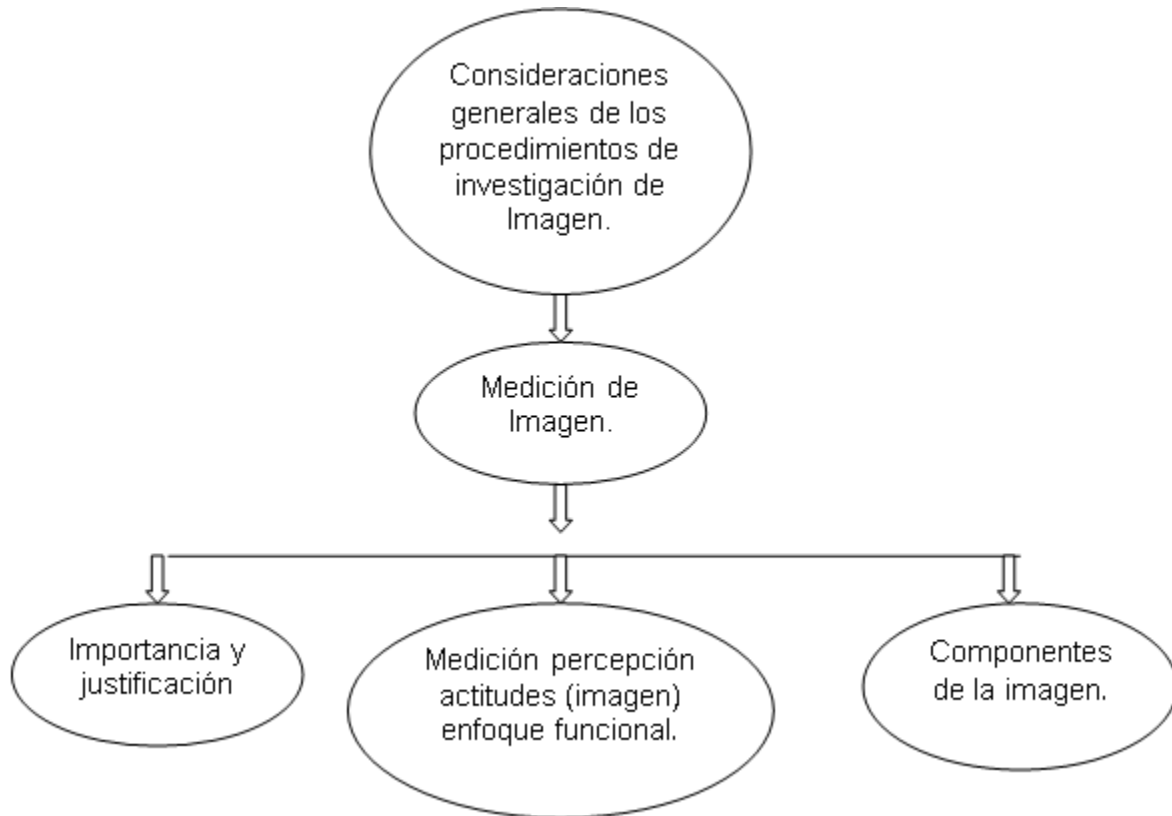 Consideraciones
generales de los
procedimientos de
investigación de
Imagen.
Medición de
Imagen.
Importancia y
justificación
Medición percepción
actitudes (imagen)
enfoque funcional.
Componentes
de la imagen.